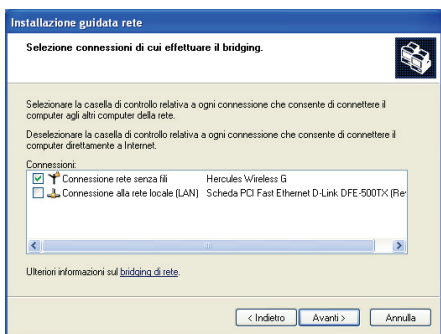 Installazione guidata rete
Selezione connessioni di cui effettuare il bridging.
Selezionare la casella di controllo relativa a ogni connessione che consente di connettere il
computer agli altri computer della rete.
Deselezionare la casella di controllo relativa a ogni connessione che consente di connettere il
computer direttamente a Internet.
Connessioni:
Connessione rete senza fili Hercules Wireless G
Connessione alla rete locale (LAN) Scheda PCI Fast Ethernet D-Link DFE-500TX (Re
Ulteriori informazioni sul bridging di rete.
< Indietro Avanti > Annulla